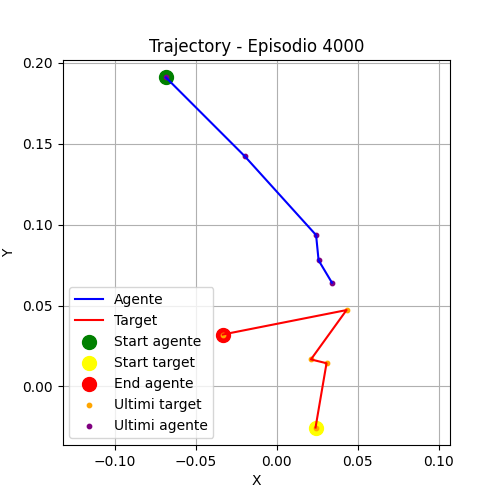 Trajectory - Episodio 4000
0.20
0.15
0.10
0.05
0.00
Y
Agente
Target
Start agente
Start target
End agente
Ultimi target
Ultimi agente
−0.10
−0.05
0.00
0.05
0.10
X